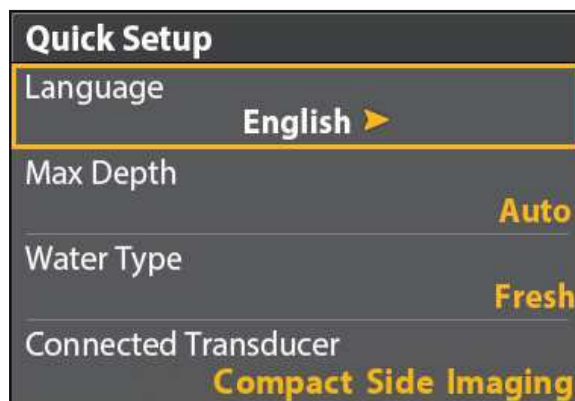 Quick Setup
Language
English
Max Depth
Auto
Water Type
Fresh
Connected Transducer
Compact Side Imaging